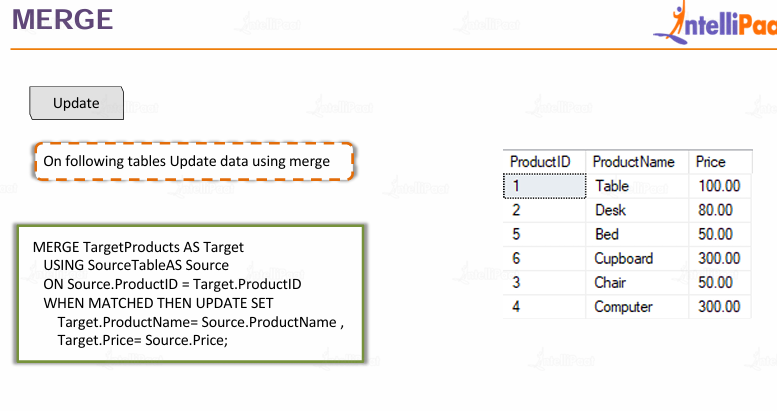 MERGE
intelliPaa
Update
On following tables Update data using merge
MERGE TargetProducts AS Target
USING SourceTableAS Source
ON Source.ProductID = Target.ProductID
WHEN MATCHED THEN UPDATE SET
Target.ProductName= Source.ProductName ,
Target.Price= Source.Price;
ProductID ProductName Price
1 Table 100.00
2 Desk 80.00
5 Bed 50.00
6 Cupboard 300.00
3 Chair 50.00
4 Computer 300.00